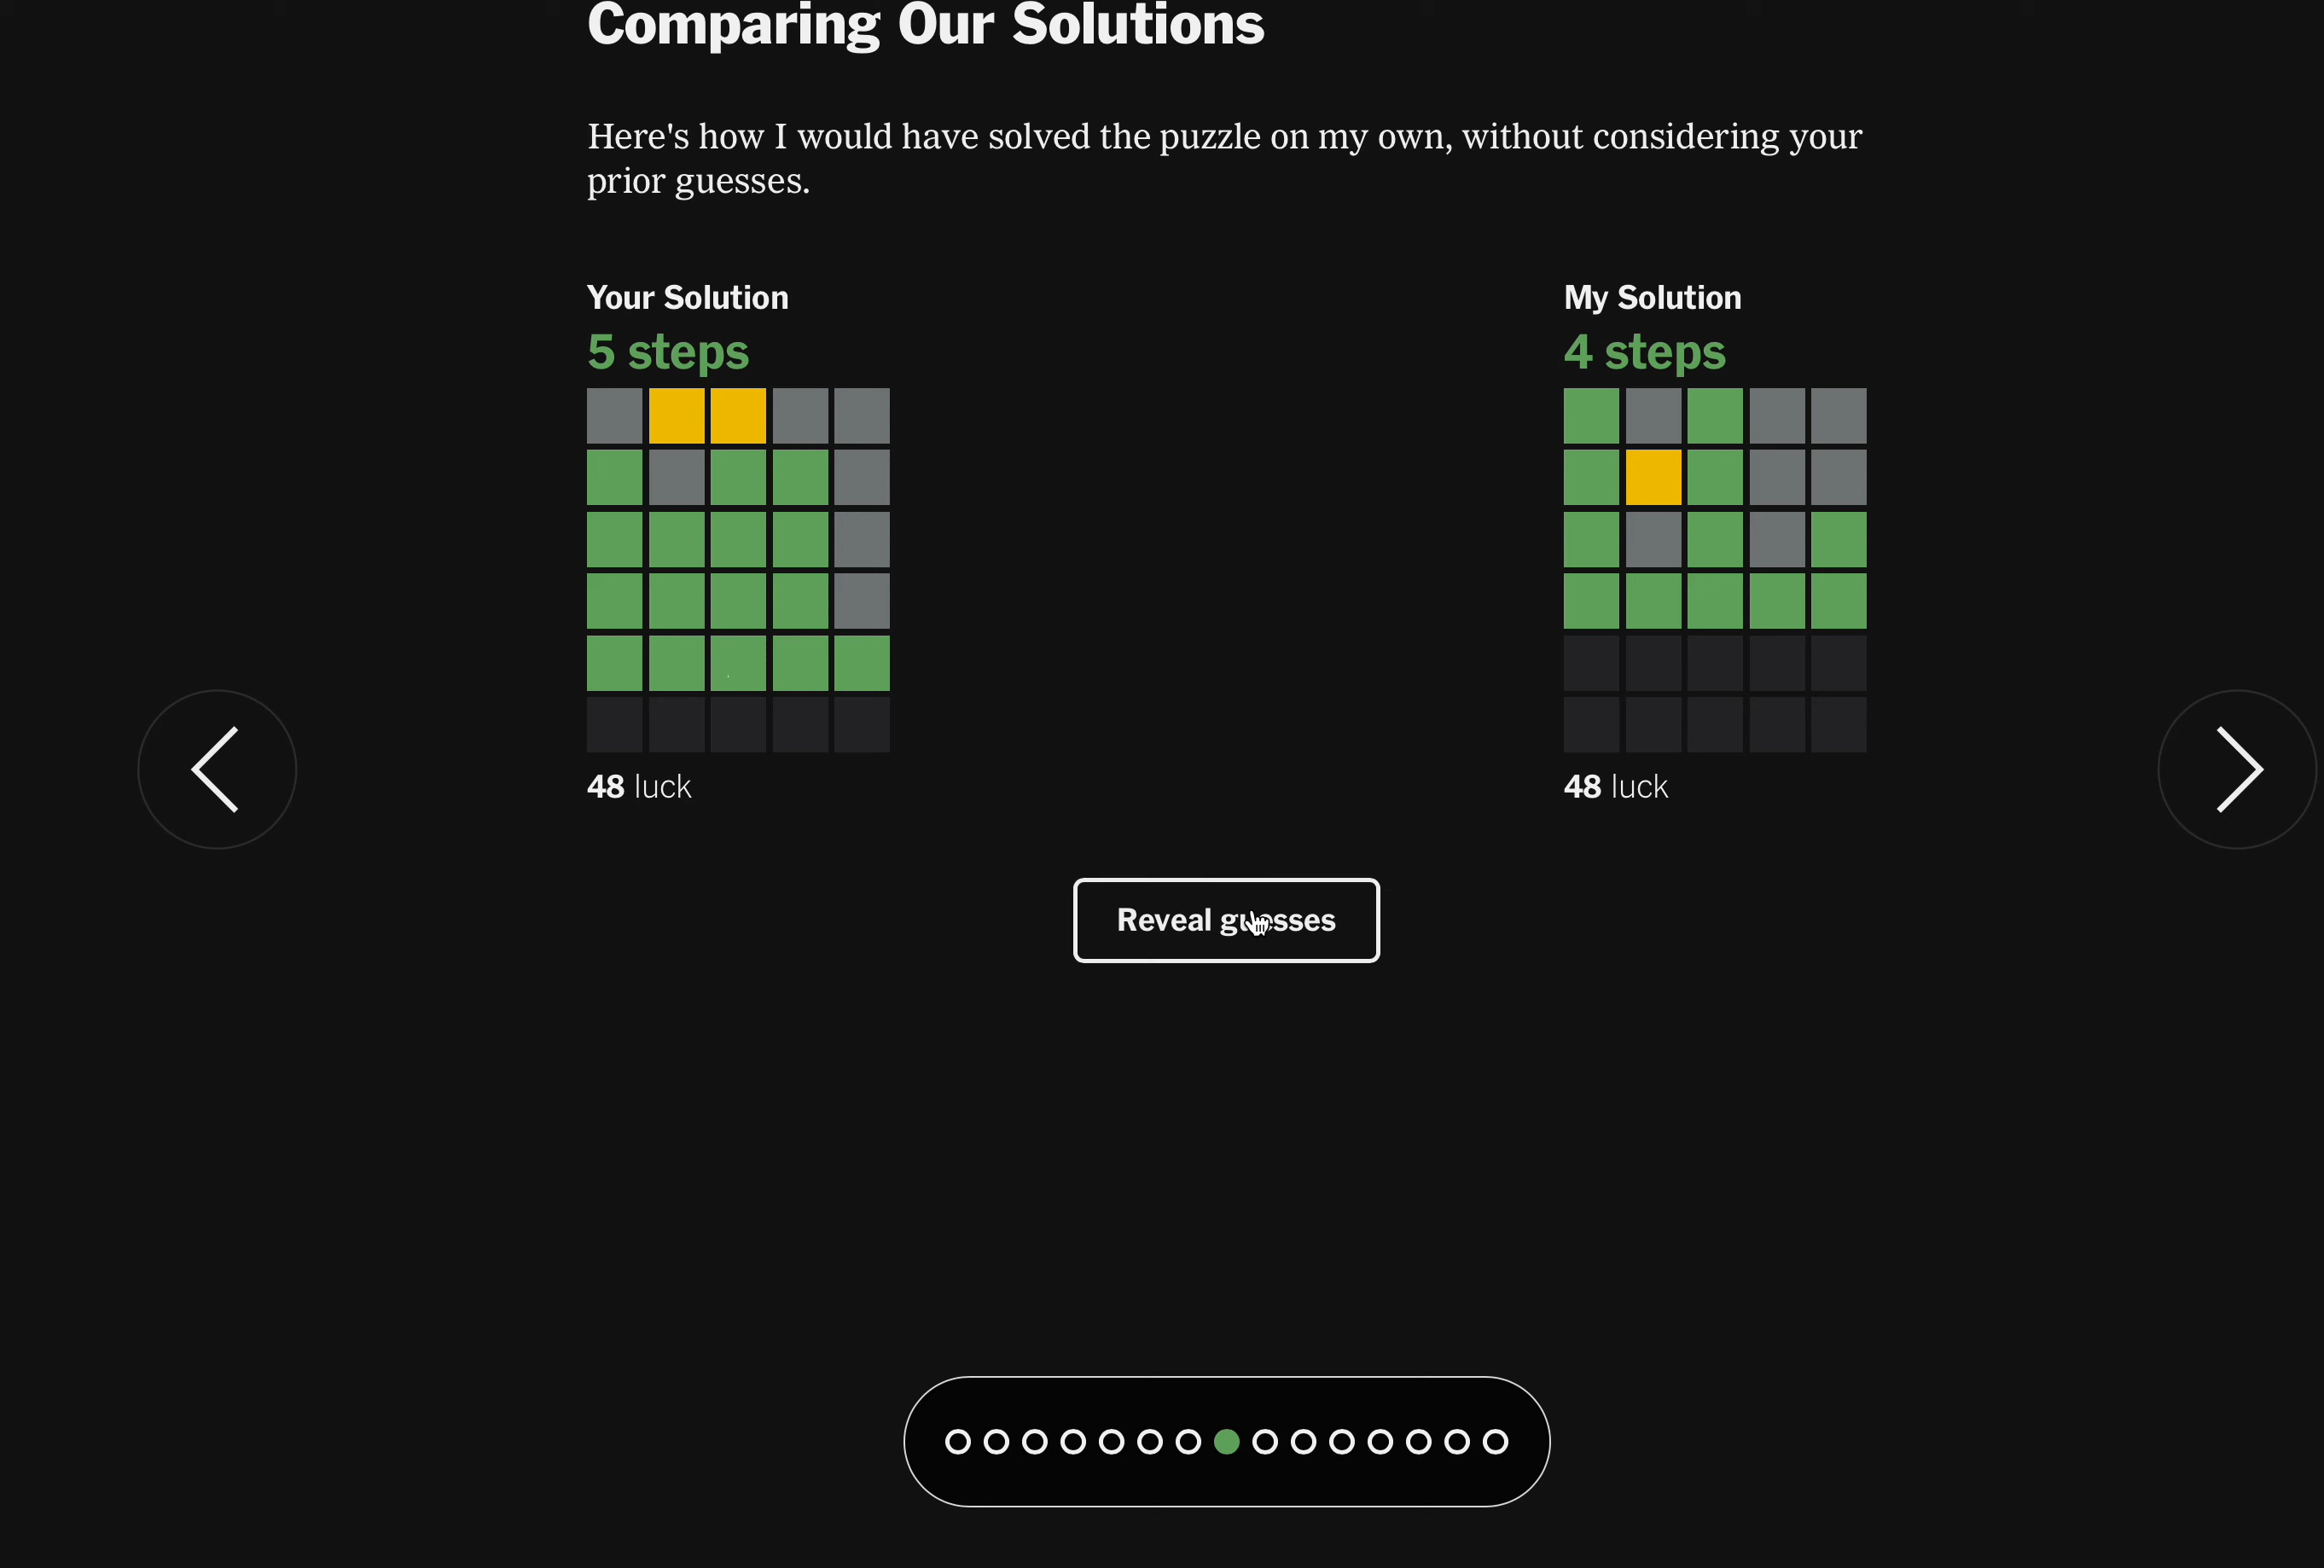 Comparing Our Solutions
Here's how I would have solved the puzzle on my own, without considering your
prior guesses.
Your Solution
5 steps
48 luck
My Solution
4 steps
48 luck
Reveal guesses